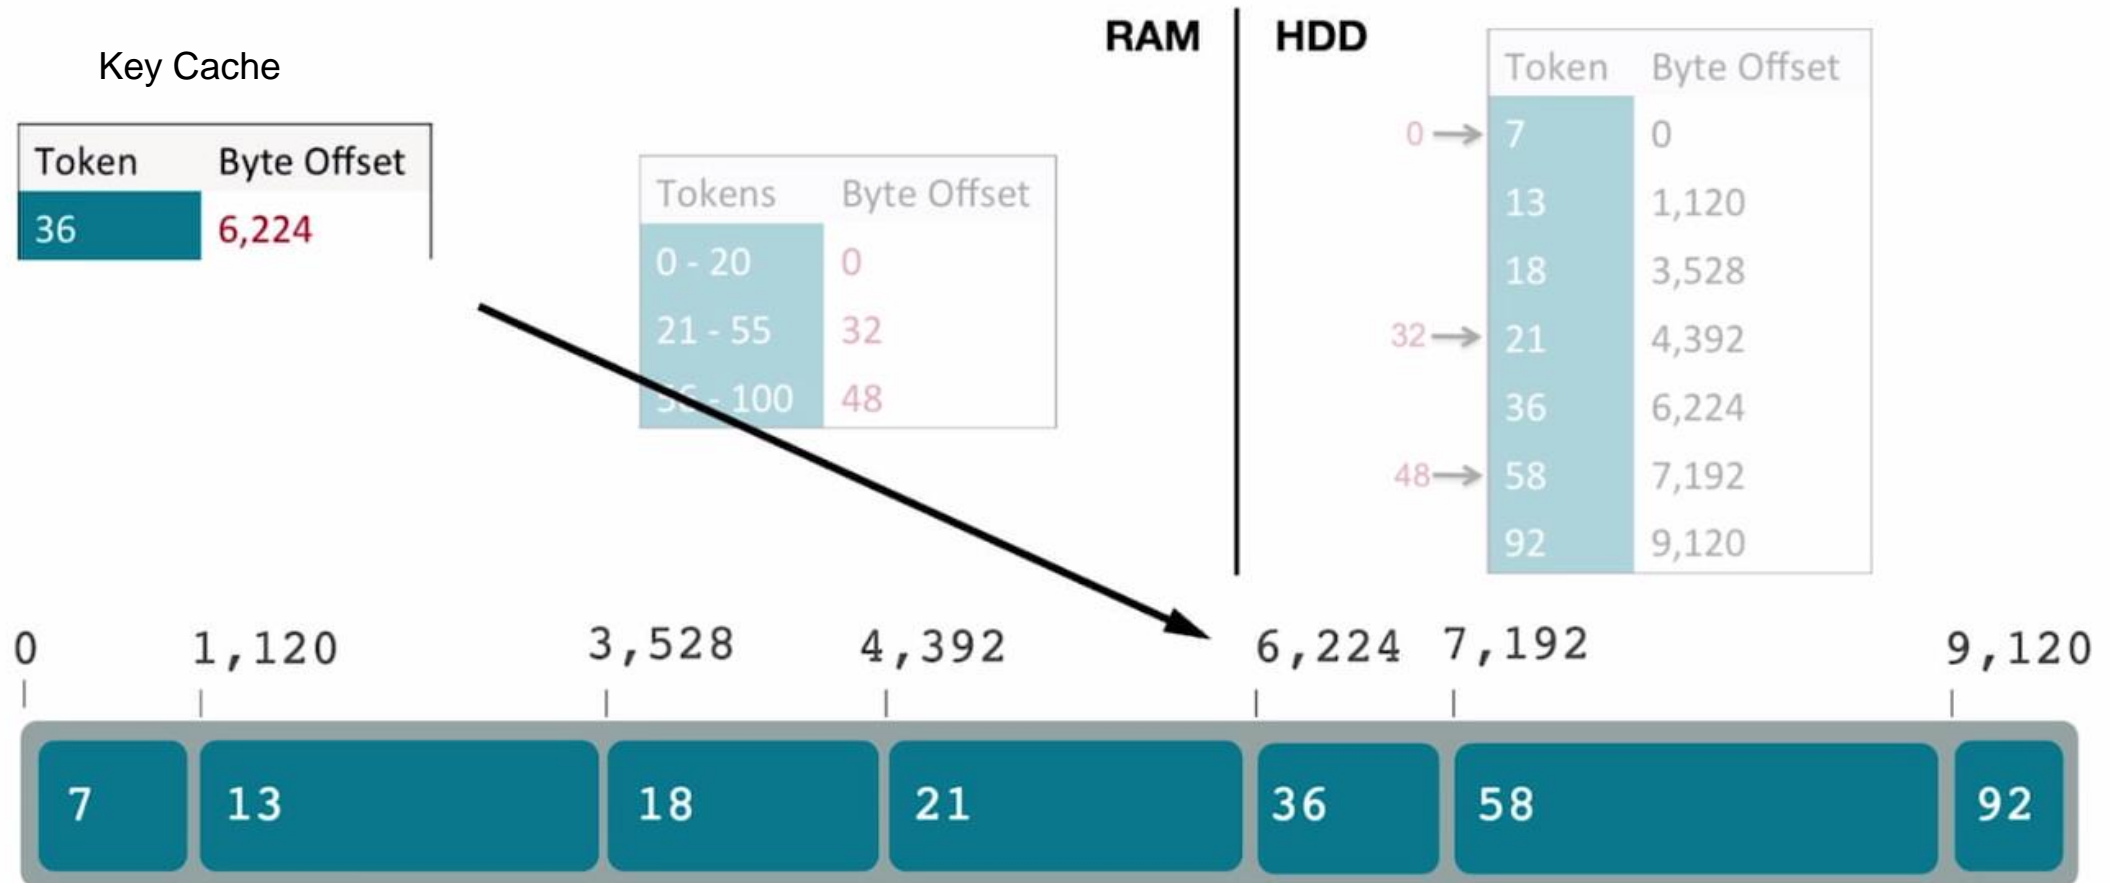 RAM HDD
Key Cache
Token Byte Offset
36 6,224
Tokens Byte Offset
0 - 20 0
21 - 55 32
56 - 100 48
Token Byte Offset
0 7 0
13 1,120
18 3,528
32 21 4,392
36 6,224
48 58 7,192
92 9,120
0 1,120 3,528 4,392 6,224 7,192 9,120
7 13 18 21 36 58 92